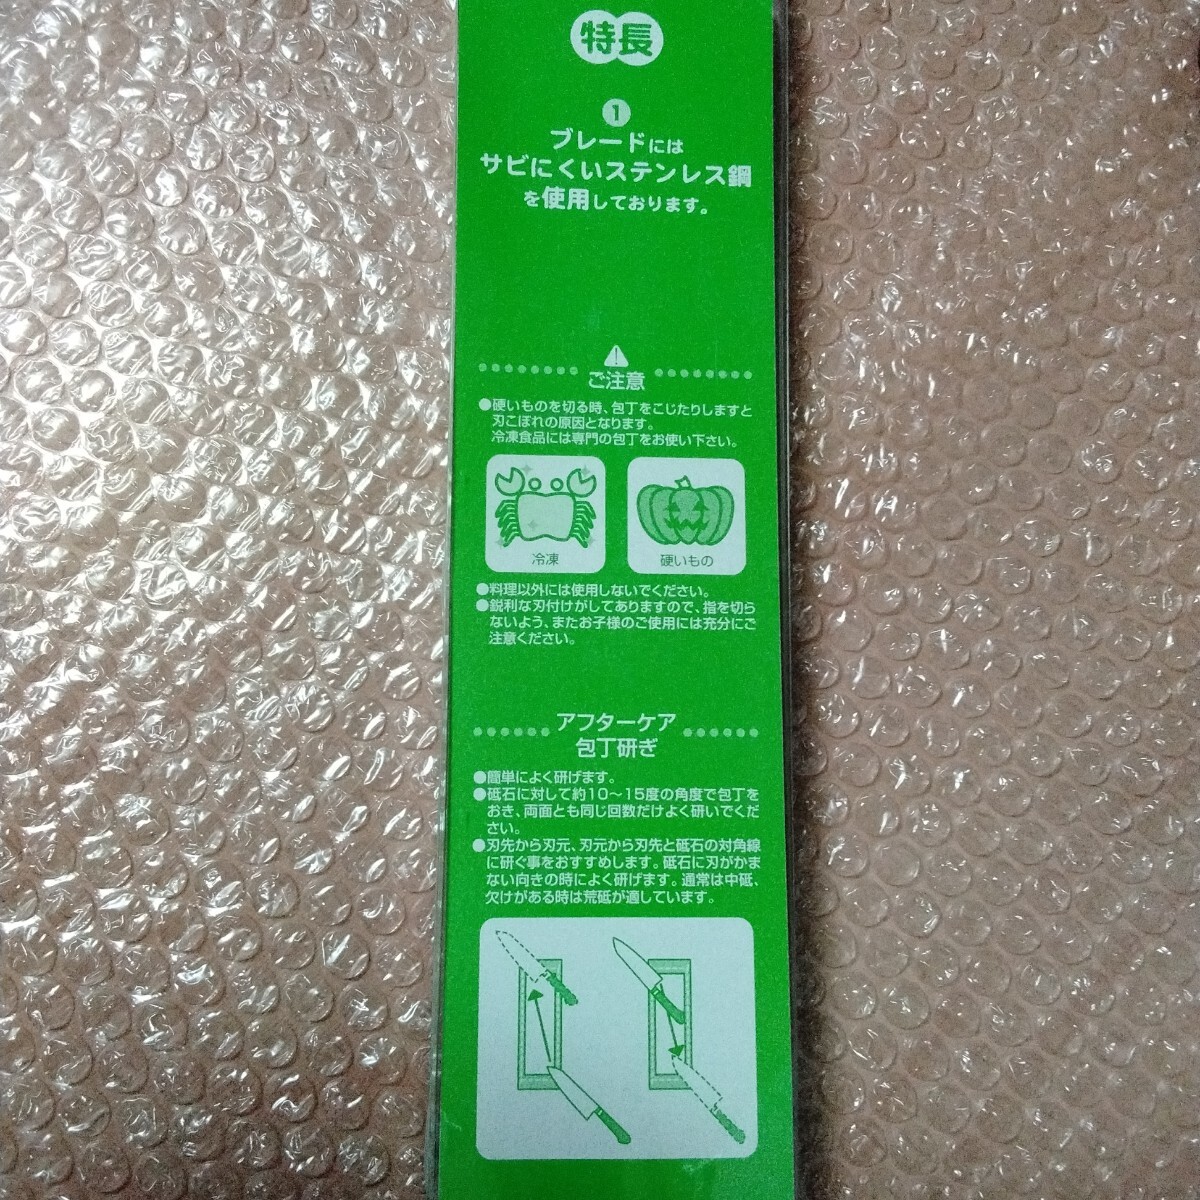 特長
1
ブレードには
サビにくいステンレス鋼
を使用しております。
ご注意
●硬いものを切る時、包丁をこじたりしますと
刃こぼれの原因となります。
冷凍食品には専門の包丁をお使い下さい。
冷凍
硬いもの
●料理以外には使用しないでください。
●鋭利な刃付けがしてありますので、指を切ら
ないよう、またお子様のご使用には充分にご
注意ください。
アフターケア
包丁研ぎ
●簡単によく研げます。
●砥石に対して約10～15度の角度で包丁を
おき、両面とも同じ回数だけよく研いでくだ
さい。
●刃先から刃元、刃元から刃先と砥石の対角線
に研ぐ事をおすすめします。砥石に刃がかま
ない向きの時によく研げます。通常は中砥、
欠けがある時は荒砥が適しています。